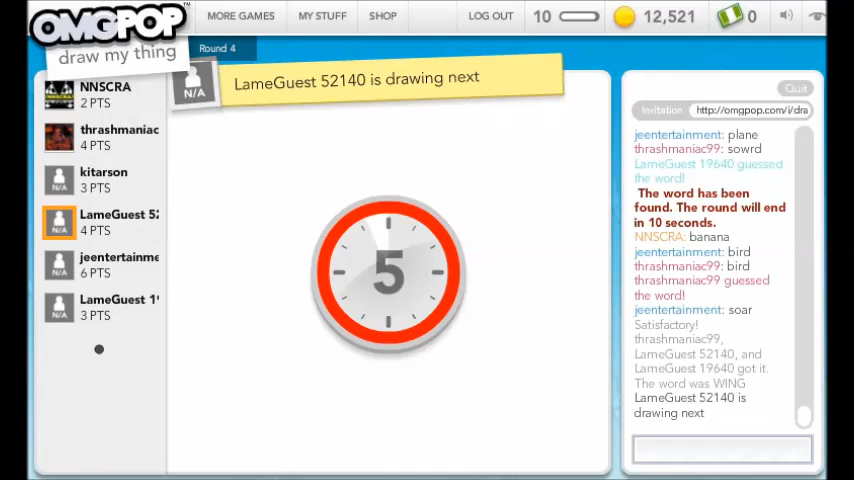 OMGPOP™
draw my thing
MORE GAMES
MY STUFF
SHOP
LOG OUT
10
12,521
0
Round 4
N/A
LameGuest 52140 is drawing next
NNSCRA
2 PTS
thrashmaniac
4 PTS
N/A
kitarson
3 PTS
N/A
LameGuest 52
4 PTS
N/A
jeentertainme
6 PTS
N/A
LameGuest 19
3 PTS
5
Quit
Invitation
http://omgpop.com/i/dra
jeentertainment: plane
thrashmaniac99: sowrd
LameGuest 19640 guessed
the word!
The word has been
found. The round will end
in 10 seconds.
NNSCRA: banana
jeentertainment: bird
thrashmaniac99: bird
thrashmaniac99 guessed
the word!
jeentertainment: soar
Satisfactory!
thrashmaniac99,
LameGuest 52140, and
LameGuest 19640 got it.
The word was WING
LameGuest 52140 is
drawing next